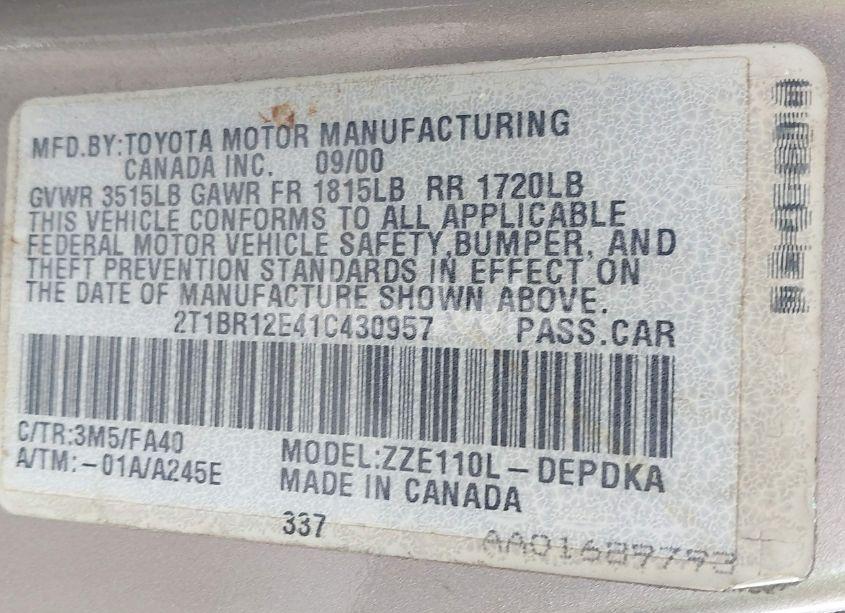 MFD.BY:TOYOTA MOTOR MANUFACTURING
CANADA INC. 09/00
GVWR 3515LB GAWR FR 1815LB RR 1720LB
THIS VEHICLE CONFORMS TO ALL APPLICABLE
FEDERAL MOTOR VEHICLE SAFETY,BUMPER, AND
THEFT PREVENTION STANDARDS IN EFFECT ON
THE DATE OF MANUFACTURE SHOWN ABOVE.
2T1BR12E41C430957 PASS.CAR
C/TR:3M5/FA40
A/TM:-01A/A245E
MODEL:ZZE110L-DEPDKA
MADE IN CANADA
337